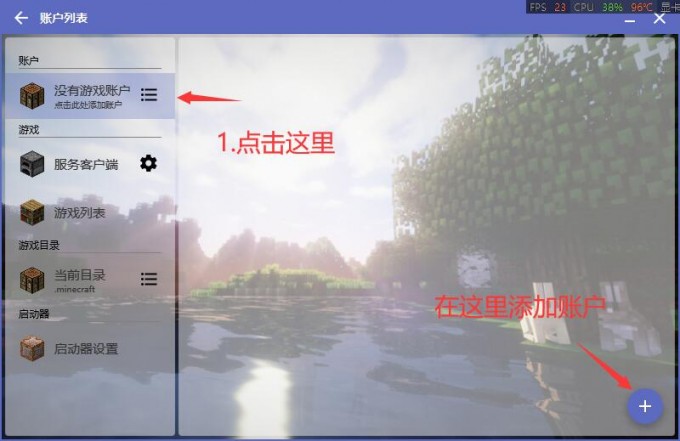 账户列表
FPS 23 CPU 38% 96℃ 显卡
账户
没有游戏账户
点击此处添加账户
1.点击这里
游戏
服务客户端
游戏列表
游戏目录
当前目录
.minecraft
在这里添加账户
启动器
启动器设置